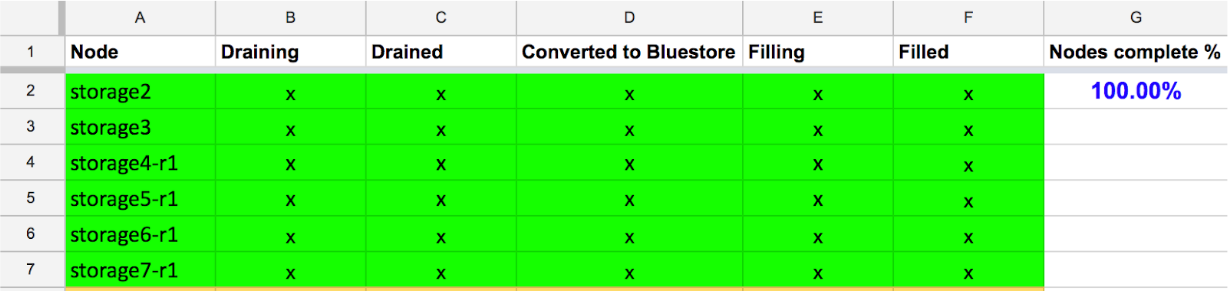 A B C D E F G
1 Node Draining Drained Converted to Bluestore Filling Filled Nodes complete %
2 storage2 x x x x x 100.00%
3 storage3 x x x x x
4 storage4-r1 x x x x x
5 storage5-r1 x x x x x
6 storage6-r1 x x x x x
7 storage7-r1 x x x x x